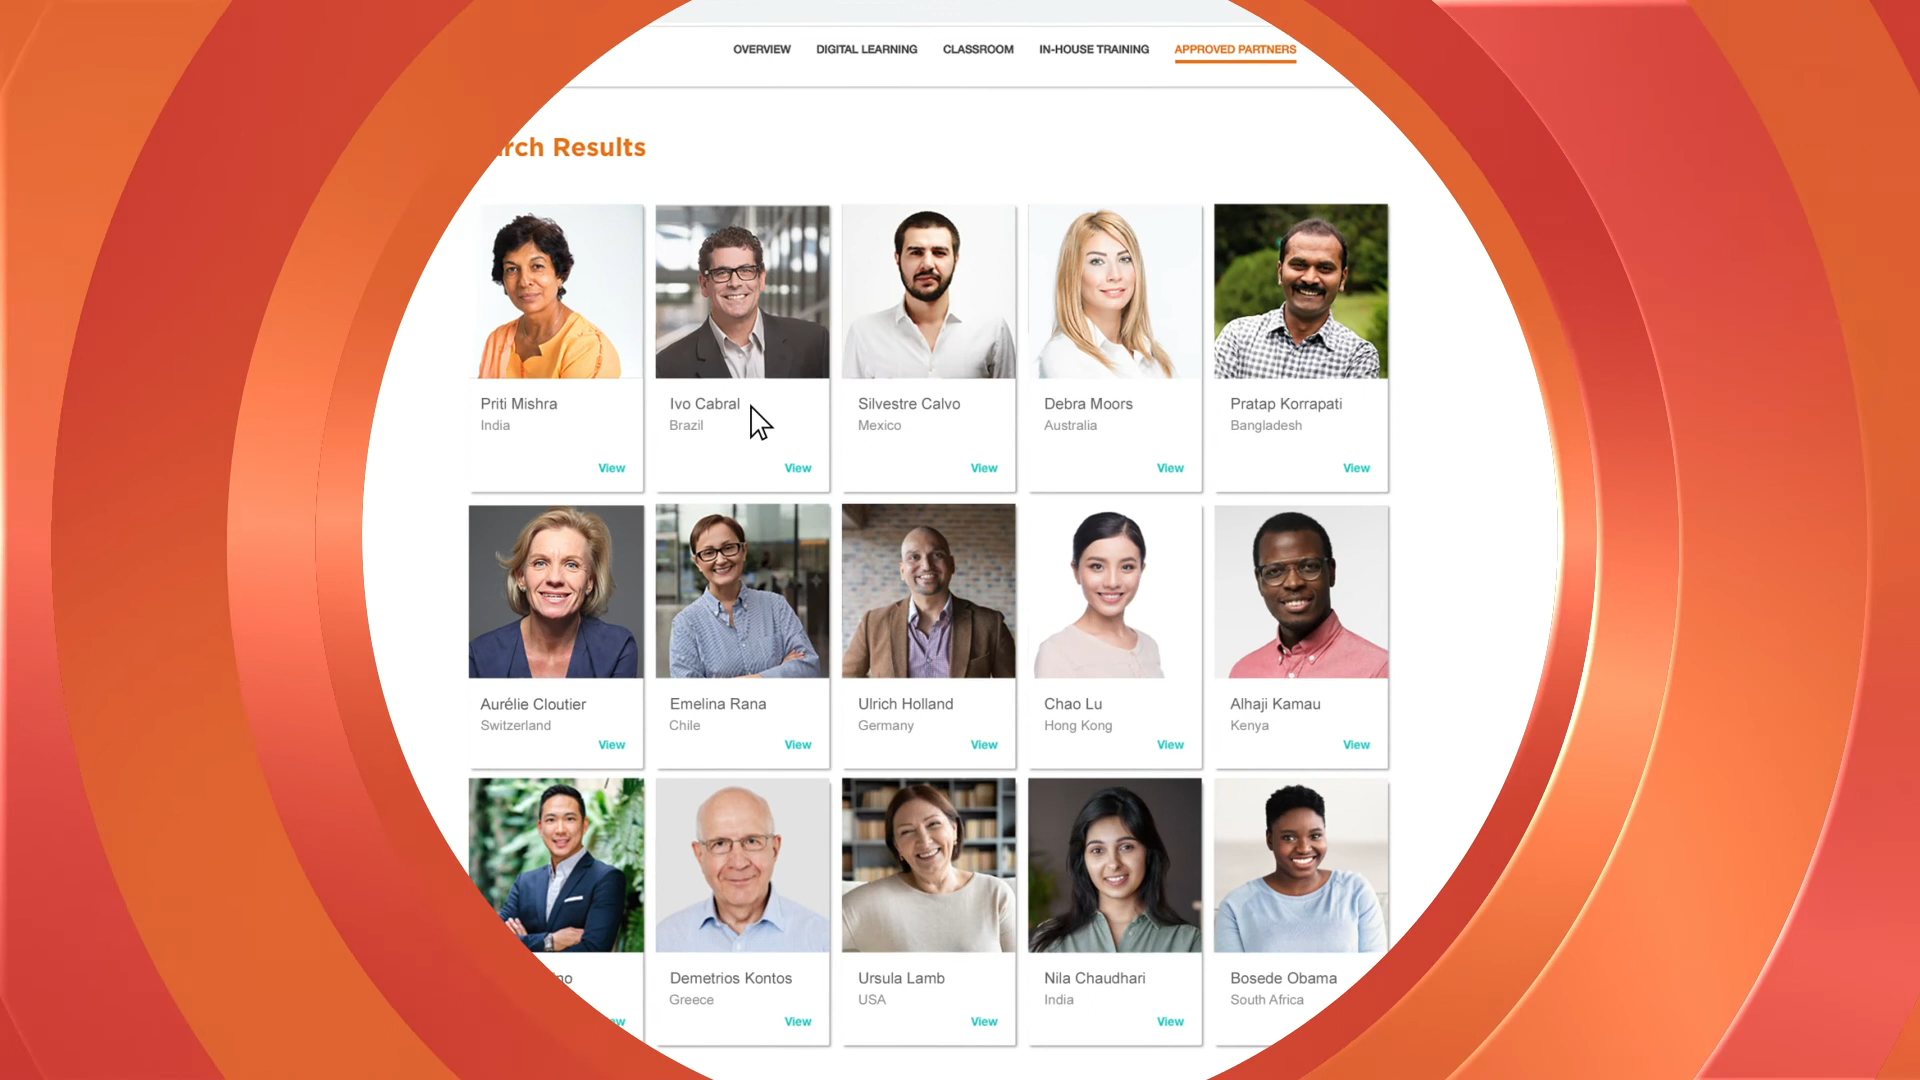 OVERVIEW DIGITAL LEARNING CLASSROOM IN-HOUSE TRAINING APPROVED PARTNERS
rch Results
Priti Mishra Ivo Cabral Silvestre Calvo Debra Moors Pratap Korrapati
India Brazil Mexico Australia Bangladesh
View View View View View
Aurélie Cloutier Emelina Rana Ulrich Holland Chao Lu Alhaji Kamau
Switzerland Chile Germany Hong Kong Kenya
View View View View View
Demetrios Kontos Ursula Lamb Nila Chaudhari Bosede Obama
Greece USA India South Africa
View View View